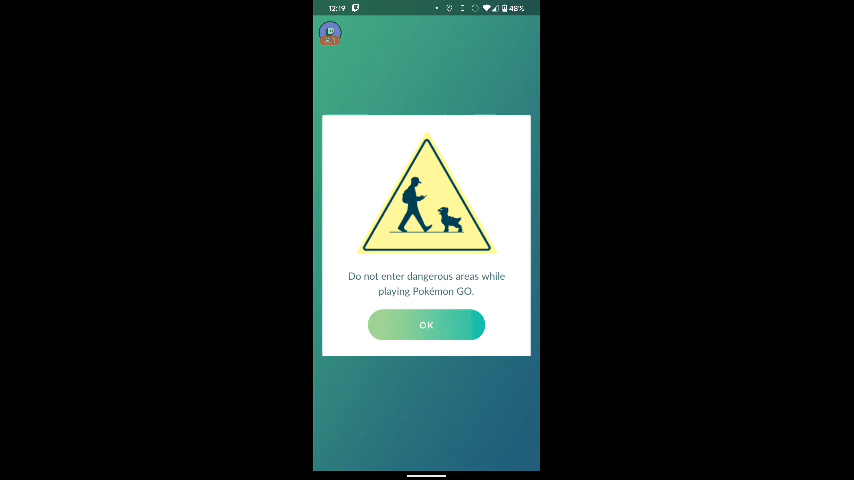 12:19
48%
Do not enter dangerous areas while
playing Pokémon GO.
OK